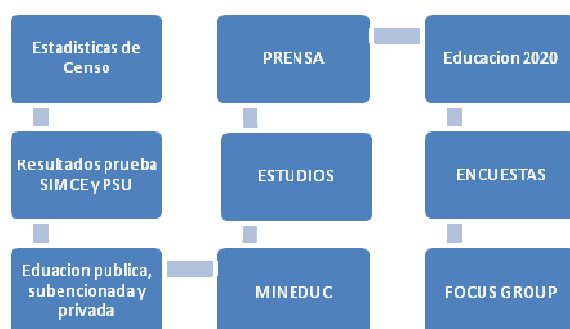 Estadisticas de
Censo
Resultados prueba
SIMCE y PSU
Eduacion publica,
subencionada y
privada
MINEDUC
ESTUDIOS
PRENSA
Educacion 2020
ENCUESTAS
FOCUS GROUP